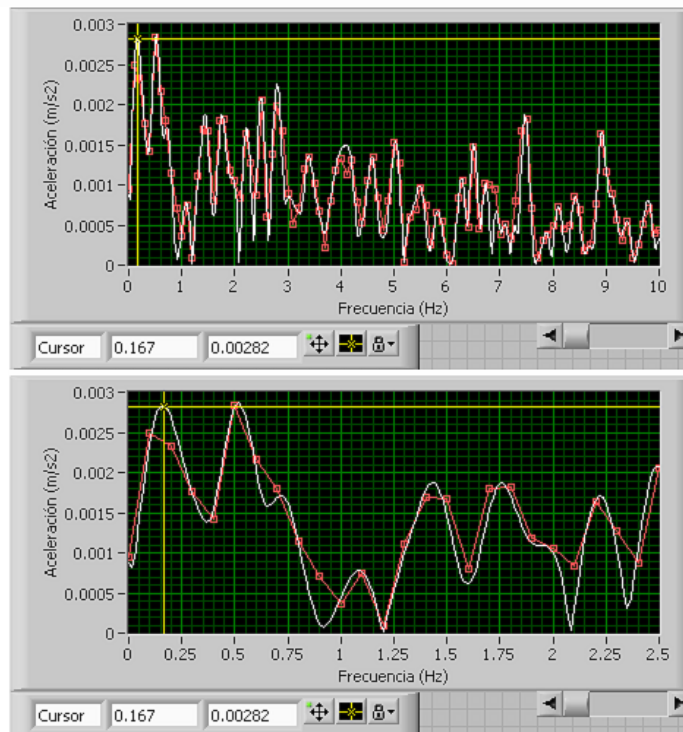 Aceleración (m/s2)
0.003
0.0025
0.002
0.0015
0.001
0.0005
0
0 1 2 3 4 5 6 7 8 9 10
Frecuencia (Hz)
Cursor 0.167 0.00282
Aceleración (m/s2)
0.003
0.0025
0.002
0.0015
0.001
0.0005
0
0 0.25 0.5 0.75 1 1.25 1.5 1.75 2 2.25 2.5
Frecuencia (Hz)
Cursor 0.167 0.00282